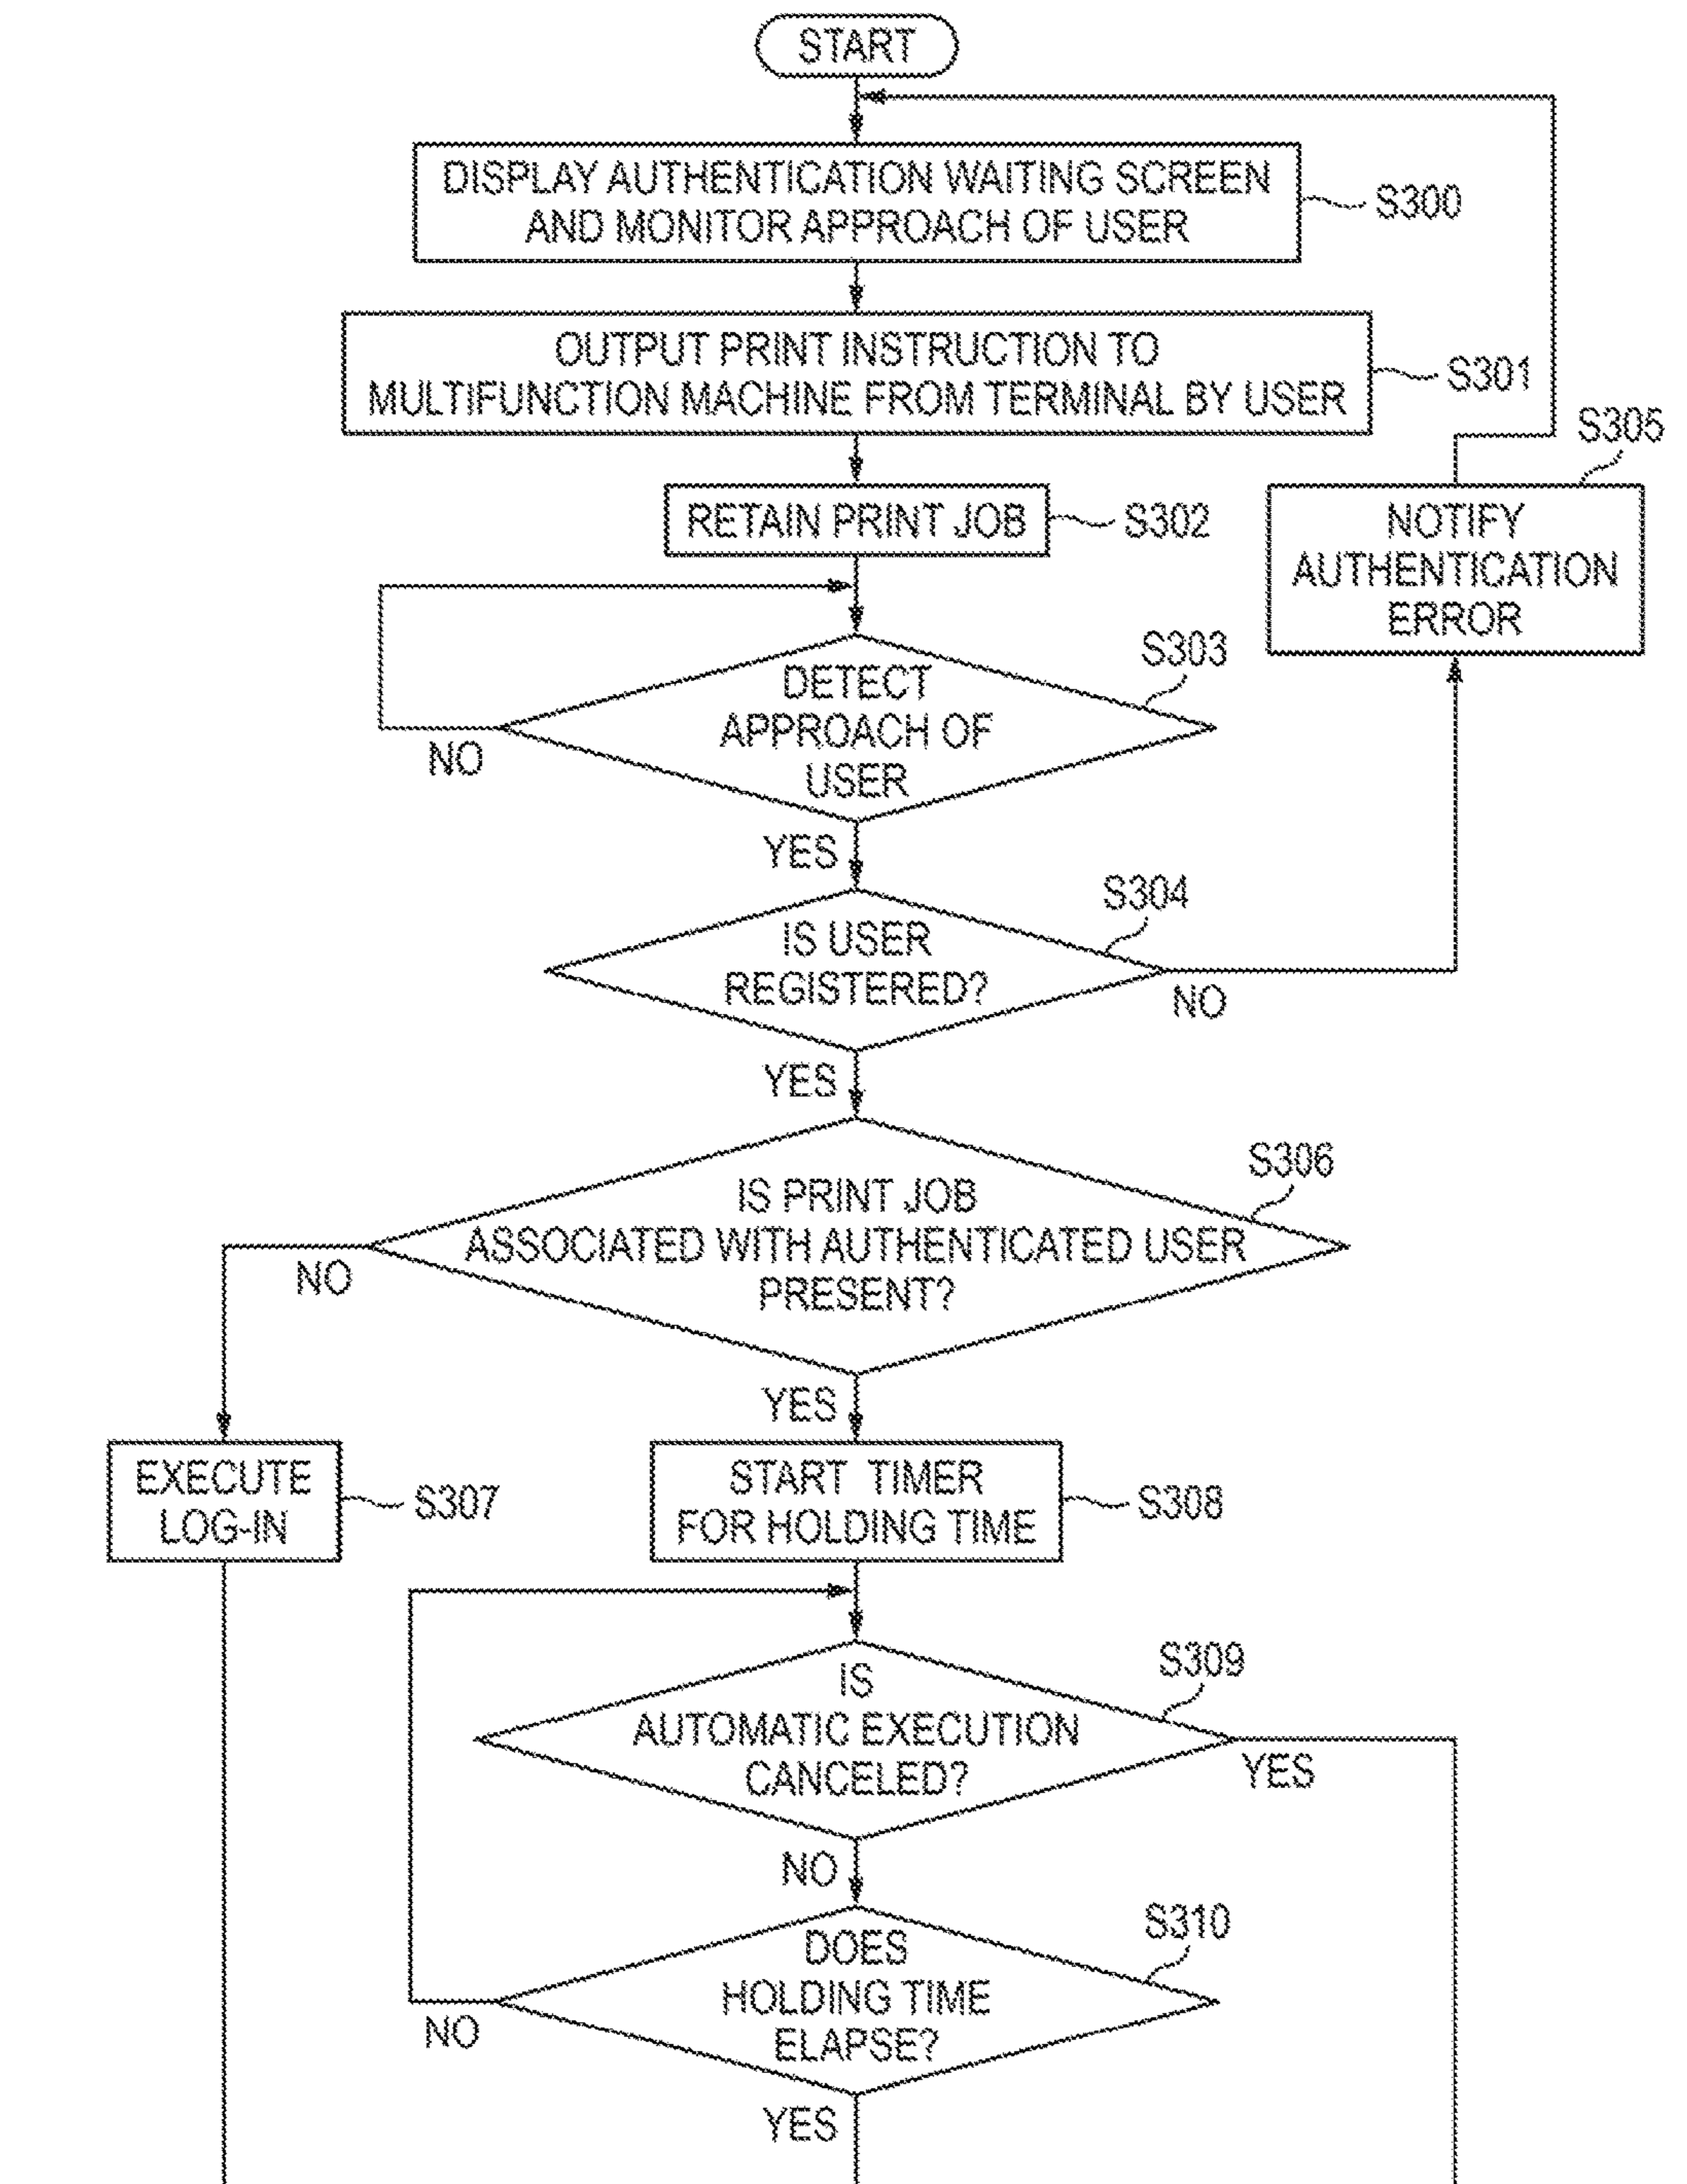 START
DISPLAY AUTHENTICATION WAITING SCREEN
AND MONITOR APPROACH OF USER
S300
OUTPUT PRINT INSTRUCTION TO
MULTIFUNCTION MACHINE FROM TERMINAL BY USER
S301
S305
RETAIN PRINT JOB
S302
NOTIFY
AUTHENTICATION
ERROR
S303
DETECT
APPROACH OF
USER
NO
YES
S304
IS USER
REGISTERED?
NO
YES
S306
IS PRINT JOB
ASSOCIATED WITH AUTHENTICATED USER
PRESENT?
NO
YES
EXECUTE
LOG-IN
S307
START TIMER
FOR HOLDING TIME
S308
S309
IS
AUTOMATIC EXECUTION
CANCELED?
YES
NO
S310
DOES
HOLDING TIME
ELAPSE?
NO
YES